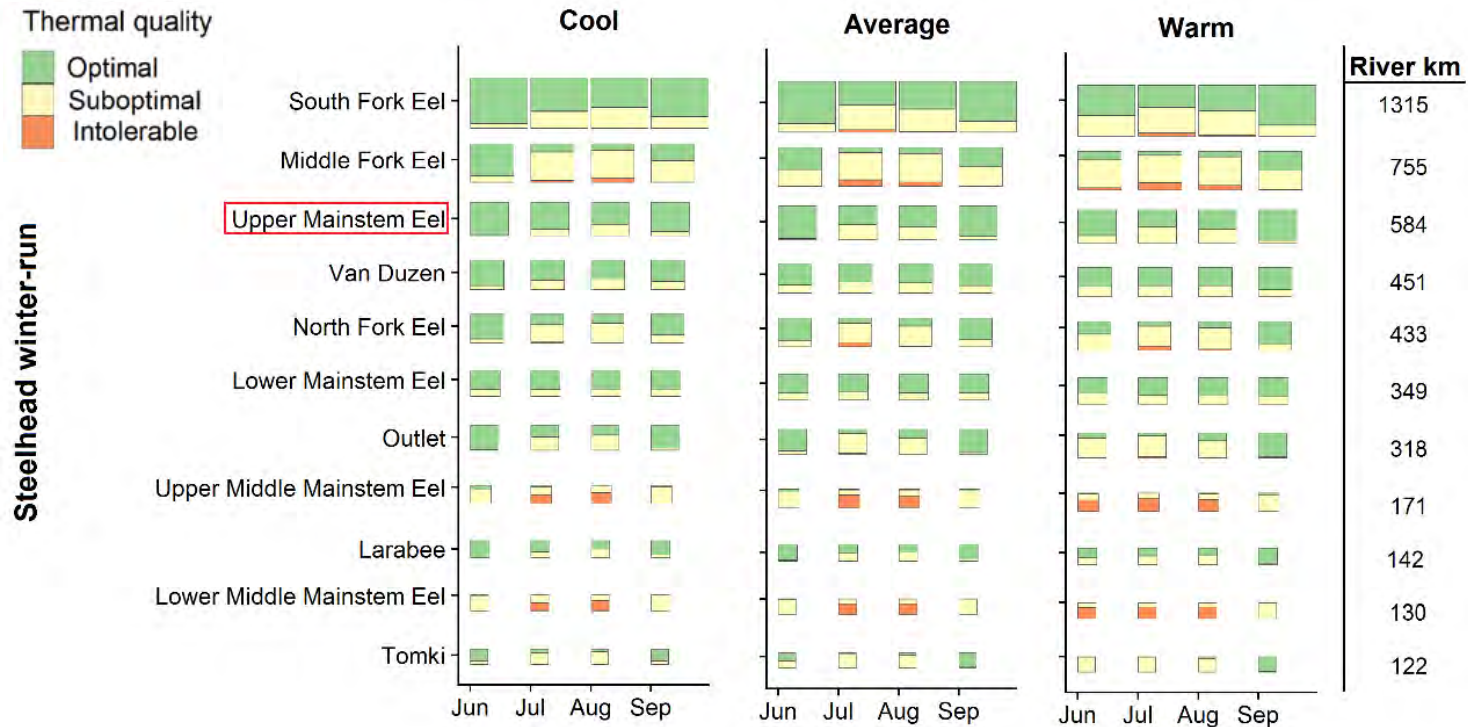 Thermal quality
Optimal
Suboptimal
Intolerable
Cool
Average
Warm
River km
Steelhead winter-run
South Fork Eel
1315
Middle Fork Eel
755
Upper Mainstem Eel
584
Van Duzen
451
North Fork Eel
433
Lower Mainstem Eel
349
Outlet
318
Upper Middle Mainstem Eel
171
Larabee
142
Lower Middle Mainstem Eel
130
Tomki
122
Jun Jul Aug Sep
Jun Jul Aug Sep
Jun Jul Aug Sep